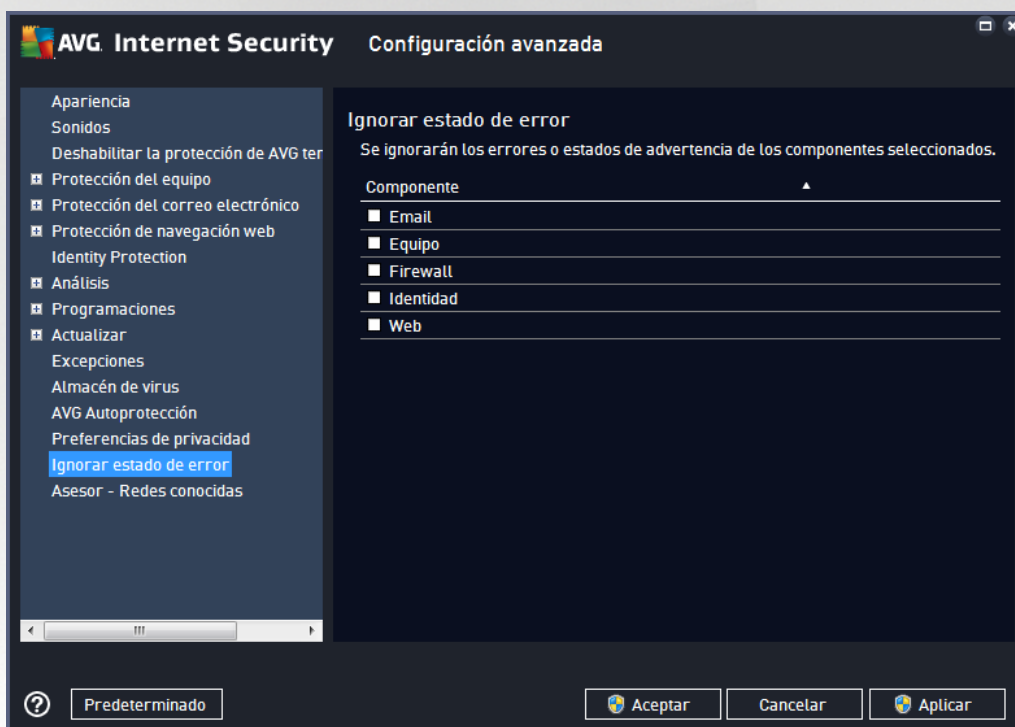 AVG. Internet Security Configuración avanzada
Apariencia
Sonidos
Deshabilitar la protección de AVG ter
Protección del equipo
Protección del correo electrónico
Protección de navegación web
Identity Protection
Análisis
Programaciones
Actualizar
Excepciones
Almacén de virus
AVG Autoprotección
Preferencias de privacidad
Ignorar estado de error
Asesor - Redes conocidas
Ignorar estado de error
Se ignorarán los errores o estados de advertencia de los componentes seleccionados.
Componente
Email
Equipo
Firewall
Identidad
Web
? Predeterminado Aceptar Cancelar Aplicar